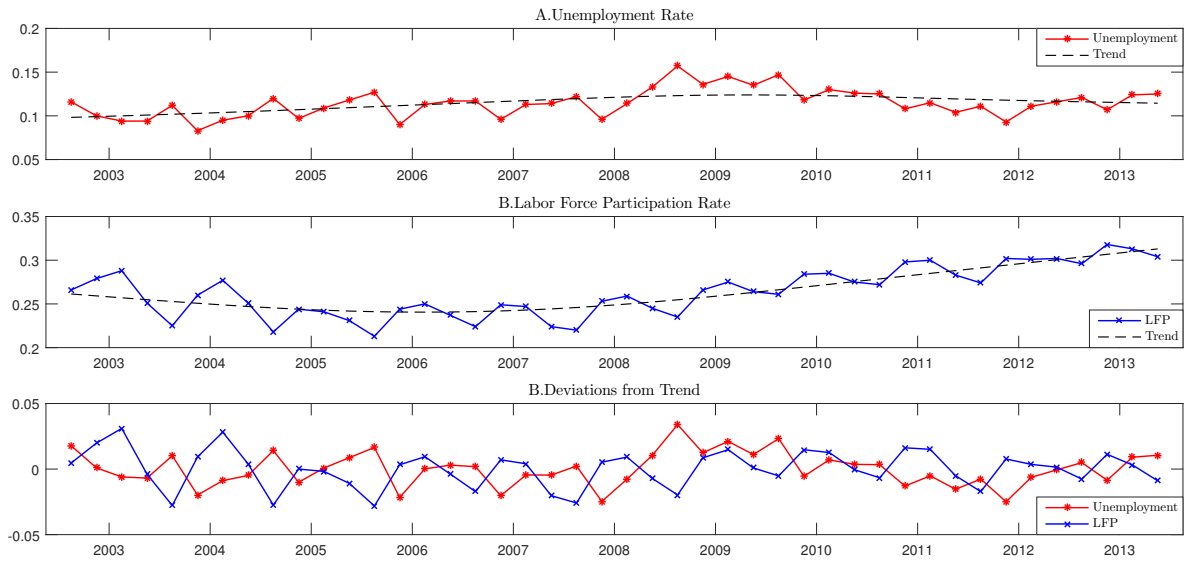 A.Unemployment Rate
0.2
0.15
0.1
0.05
Unemployment
Trend
2003 2004 2005 2006 2007 2008 2009 2010 2011 2012 2013
B.Labor Force Participation Rate
0.35
0.3
0.25
0.2
LFP
Trend
2003 2004 2005 2006 2007 2008 2009 2010 2011 2012 2013
B.Deviations from Trend
0.05
0
-0.05
Unemployment
LFP
2003 2004 2005 2006 2007 2008 2009 2010 2011 2012 2013